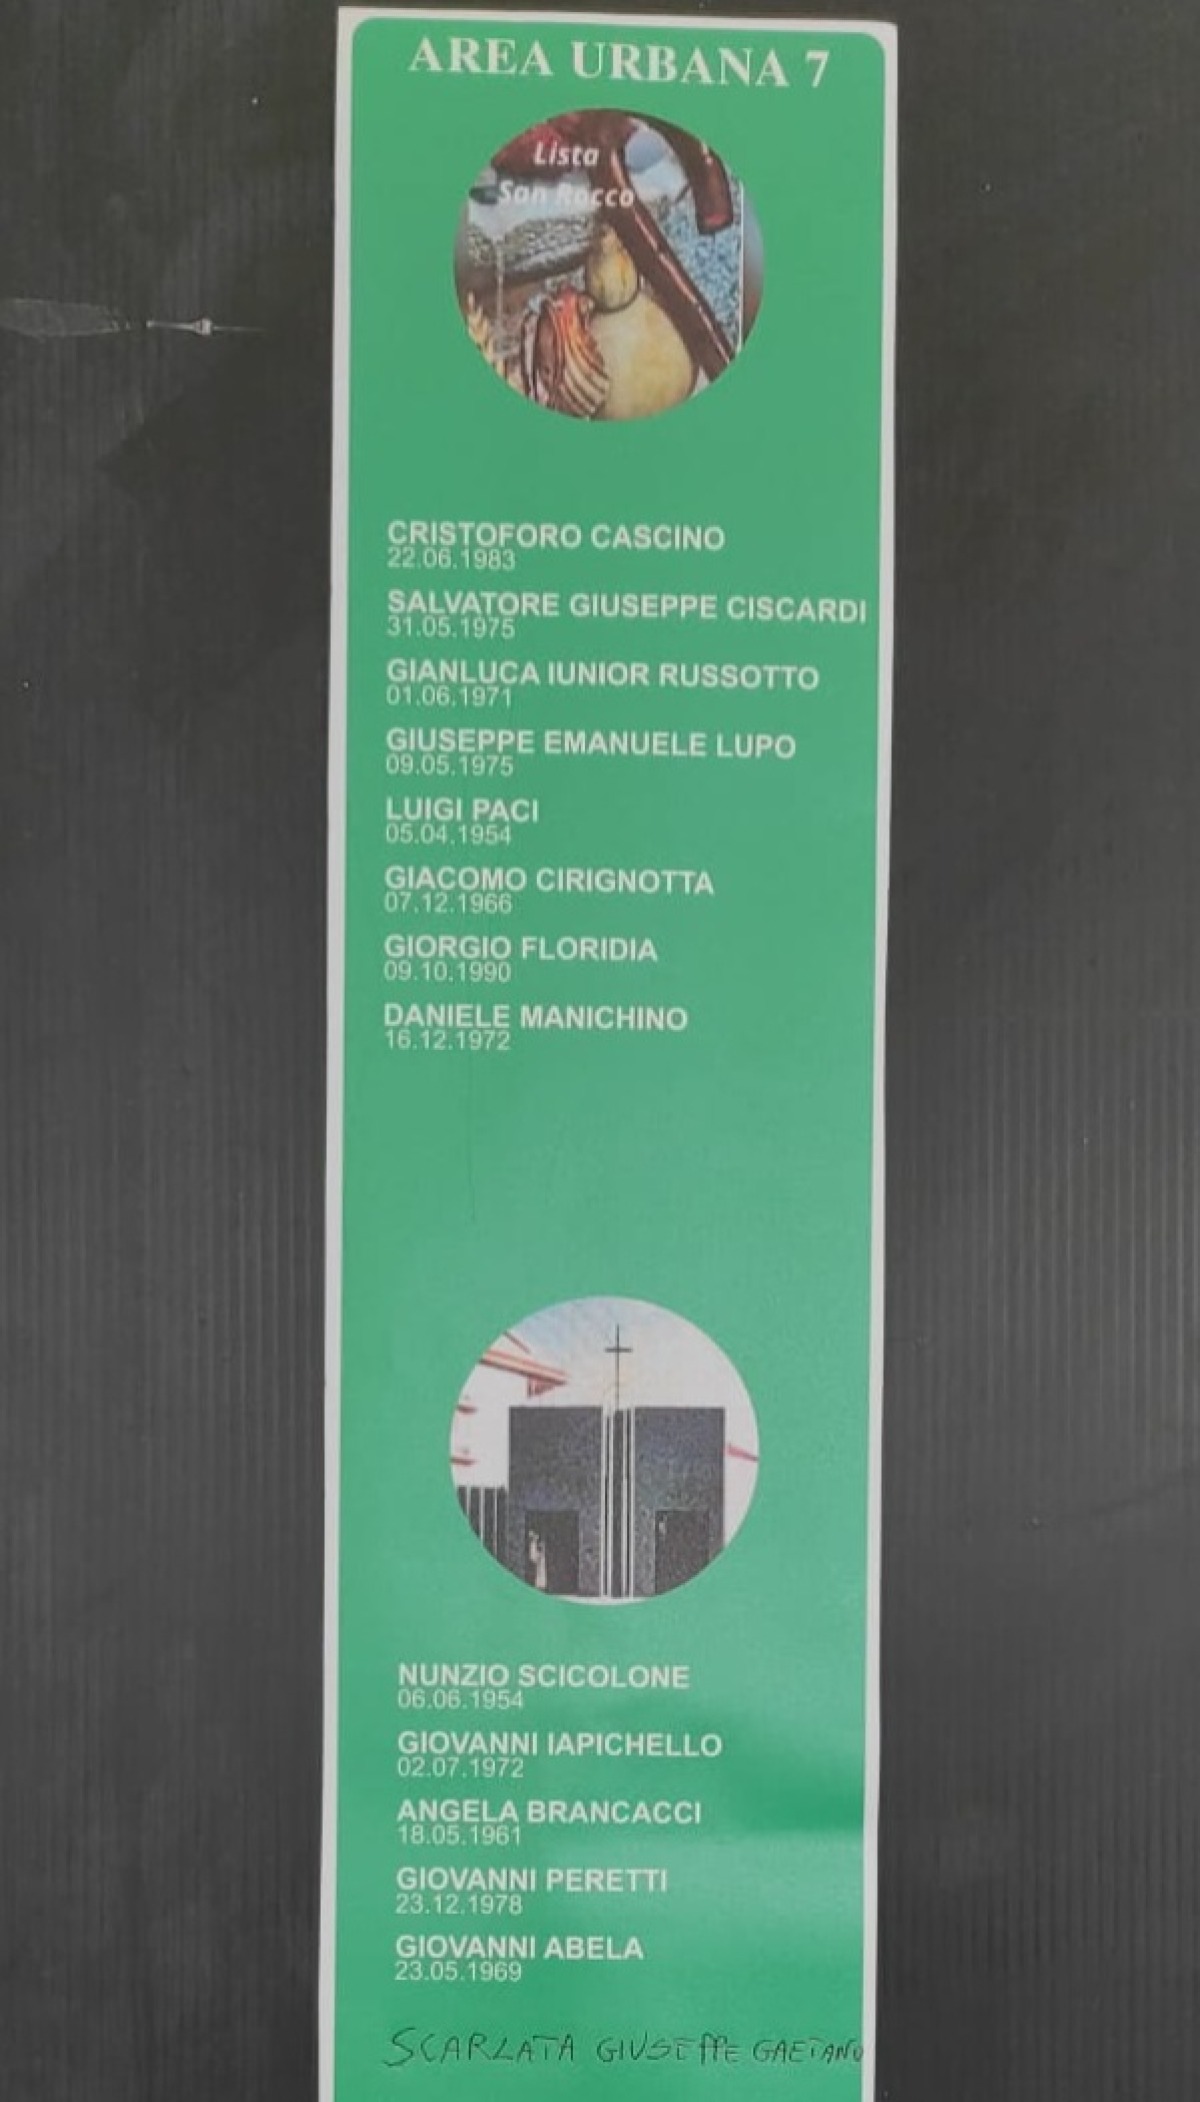 AREA URBANA 7
Lista
San Rocco
CRISTOFORO CASCINO
22.06.1983
SALVATORE GIUSEPPE CISCARDI
31.05.1975
GIANLUCA IUNIOR RUSSOTTO
01.06.1971
GIUSEPPE EMANUELE LUPO
09.05.1975
LUIGI PACI
05.04.1954
GIACOMO CIRIGNOTTA
07.12.1966
GIORGIO FLORIDIA
09.10.1990
DANIELE MANICHINO
16.12.1972
NUNZIO SCICOLONE
06.06.1954
GIOVANNI IAPICHELLO
02.07.1972
ANGELA BRANCACCI
18.05.1961
GIOVANNI PERETTI
23.12.1978
GIOVANNI ABELA
23.05.1969
SCARLATA GIUSEPPE GAETANO